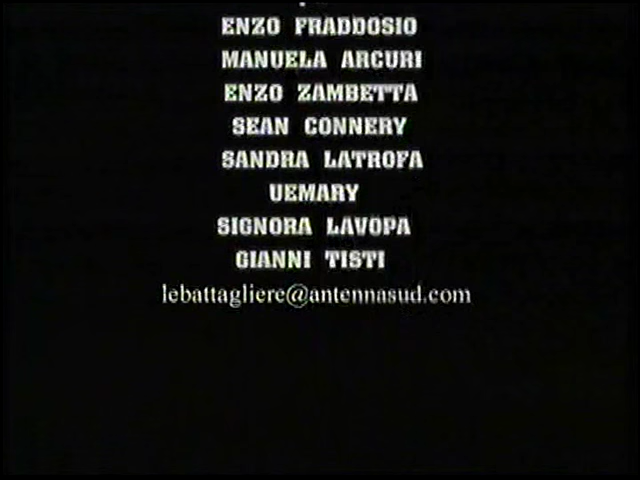 ENZO FRADDOSIO
MANUELA ARCURI
ENZO ZAMBETTA
SEAN CONNERY
SANDRA LATROFA
UEMARY
SIGNORA LAVOPA
GIANNI TISTI
lebattagliere@antennasud.com